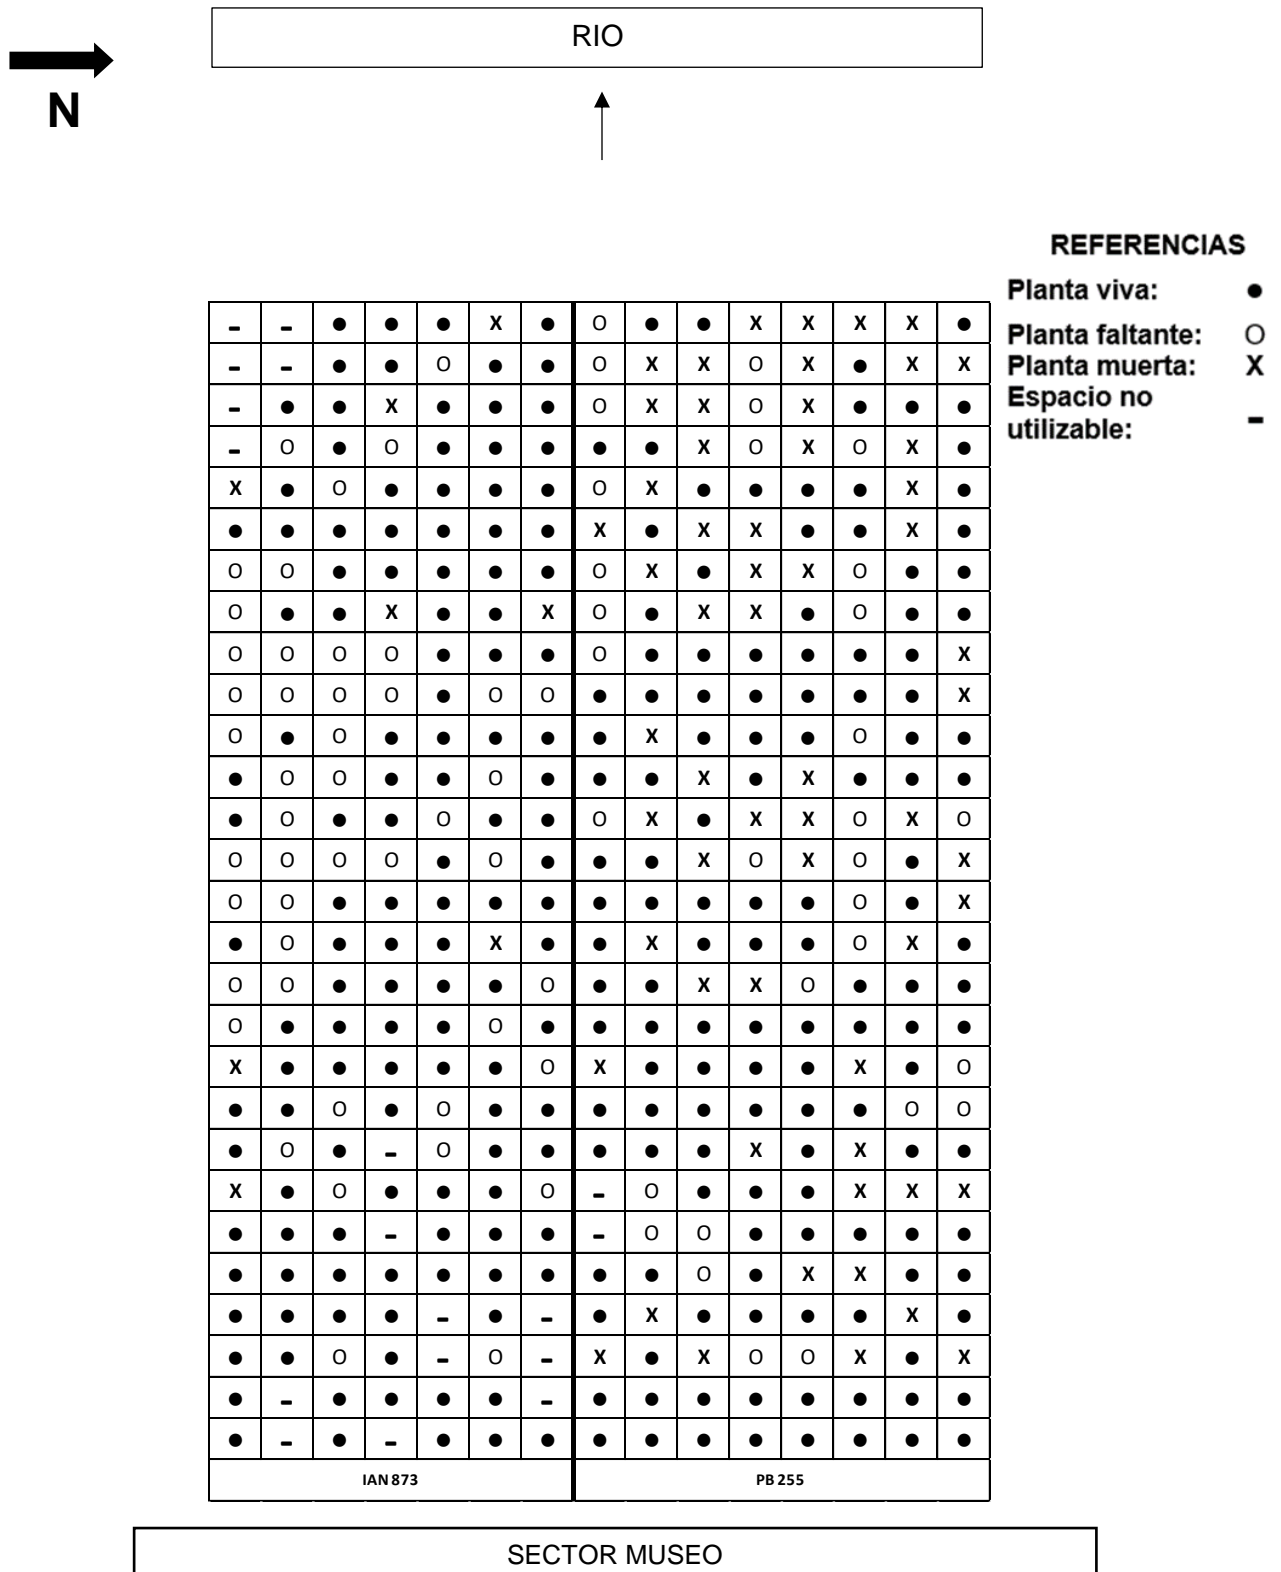 RIO
N
REFERENCIAS
Planta viva: ●
Planta faltante: O
Planta muerta: X
Espacio no
utilizable: -
- - ● ● ● X ● O ● ● X X X X ●
- - ● ● O ● ● O X X O X ● X X
- ● ● X ● ● ● O X X O X ● ● ●
- O ● O ● ● ● ● ● X O X O X ●
X ● O ● ● ● ● O X ● ● ● ● X ●
● ● ● ● ● ● ● X ● X X ● ● X ●
O O ● ● ● ● ● O X ● X X O ● ●
O ● ● X ● ● X O ● X X ● O ● ●
O O O O ● ● ● O ● ● ● ● ● ● X
O O O O ● O O ● ● ● ● ● ● ● X
O ● O ● ● ● ● ● X ● ● ● O ● ●
● O O ● ● O ● ● ● X ● X ● ● ●
● O ● ● O ● ● O X ● X X O X O
O O O O ● O ● ● ● X O X O ● X
O O ● ● ● ● ● ● ● ● ● ● O ● X
● O ● ● ● X ● ● X ● ● ● O X ●
O O ● ● ● ● O ● ● X X O ● ● ●
O ● ● ● ● O ● ● ● ● ● ● ● ● ●
X ● ● ● ● ● O X ● ● ● ● X ● O
● ● O ● O ● ● ● ● ● ● ● ● O O
● O ● - O ● ● ● ● ● X ● X ● ●
X ● O ● ● ● O - O ● ● ● X X X
● ● ● - ● ● ● - O O ● ● ● ● ●
● ● ● ● ● ● ● ● ● O ● X X ● ●
● ● ● ● - ● - ● X ● ● ● ● X ●
● ● O ● - O - X ● X O O X ● X
● - ● ● ● ● - ● ● ● ● ● ● ● ●
● - ● - ● ● ● ● ● ● ● ● ● ● ●
IAN 873 PB 255
SECTOR MUSEO